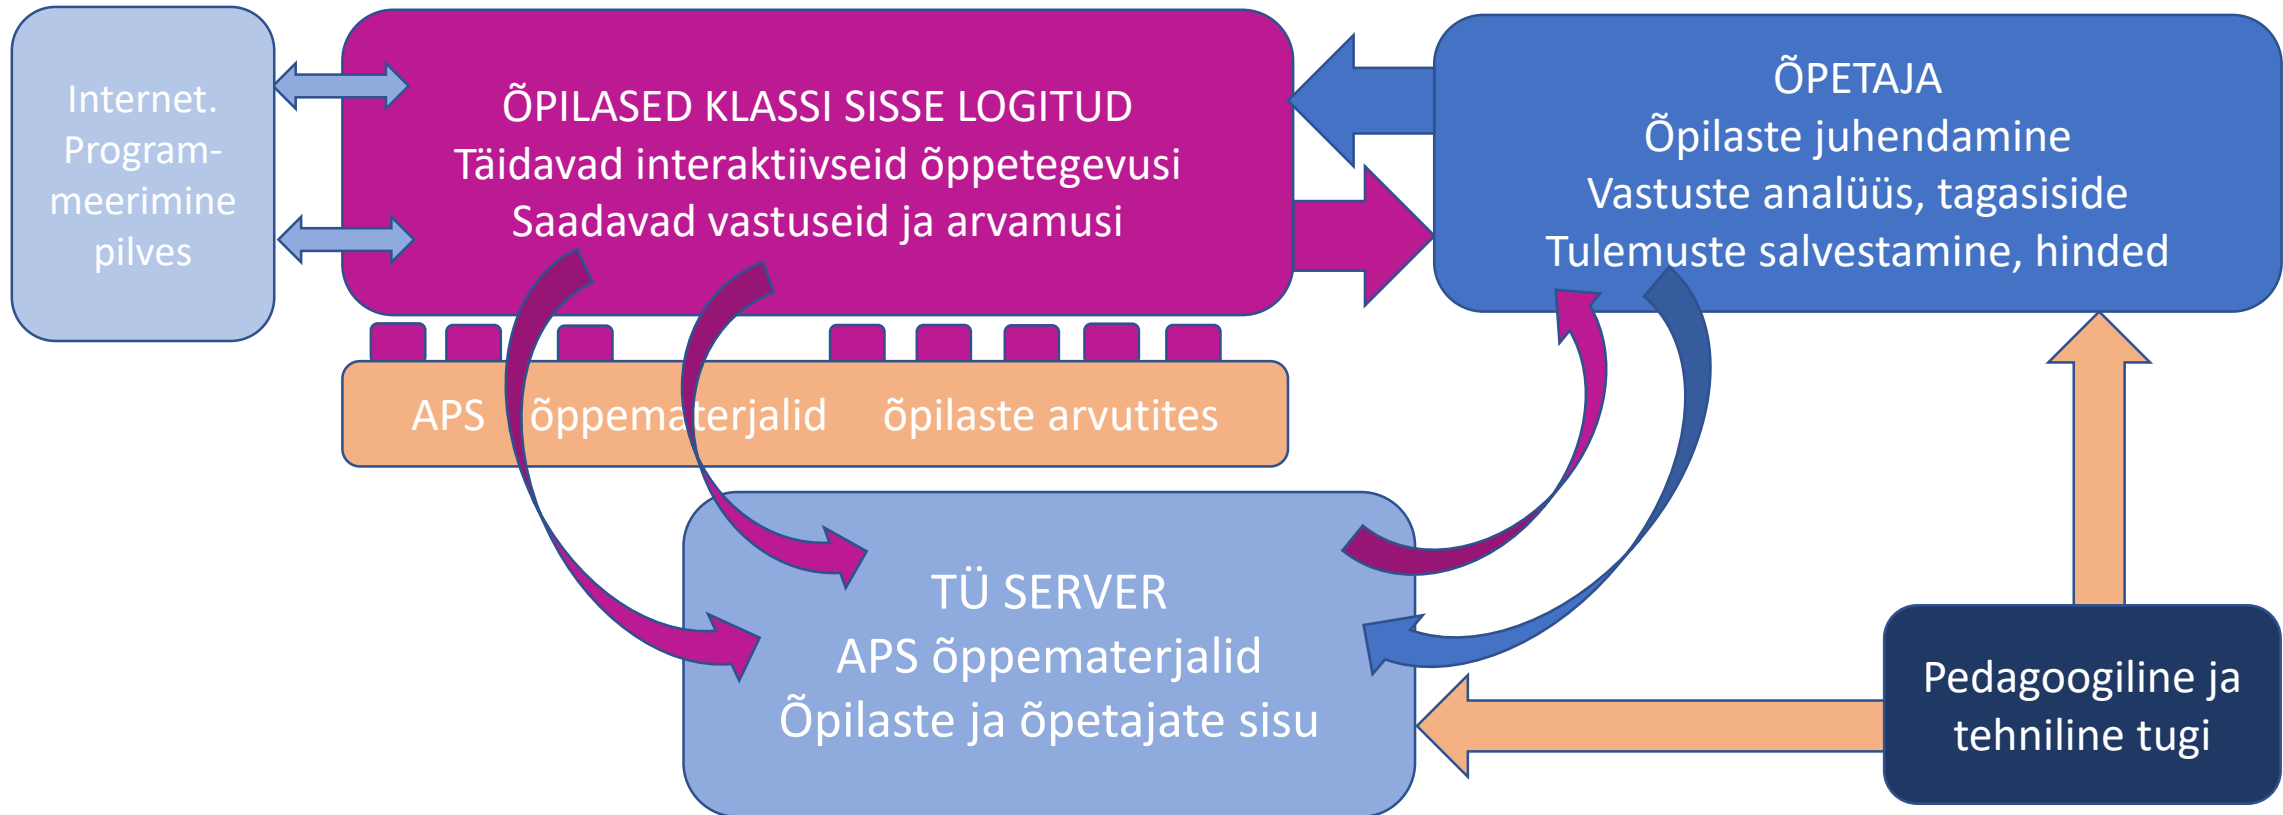 Internet.
Program-
meerimine
pilves
ÕPILASED KLASSI SISSE LOGITUD
Täidavad interaktiivseid õppetegevusi
Saadavad vastuseid ja arvamusi
ÕPETAJA
Õpilaste juhendamine
Vastuste analüüs, tagasiside
Tulemuste salvestamine, hinded
APS õppematerjalid õpilaste arvutites
TÜ SERVER
APS õppematerjalid
Õpilaste ja õpetajate sisu
Pedagoogiline ja
tehniline tugi